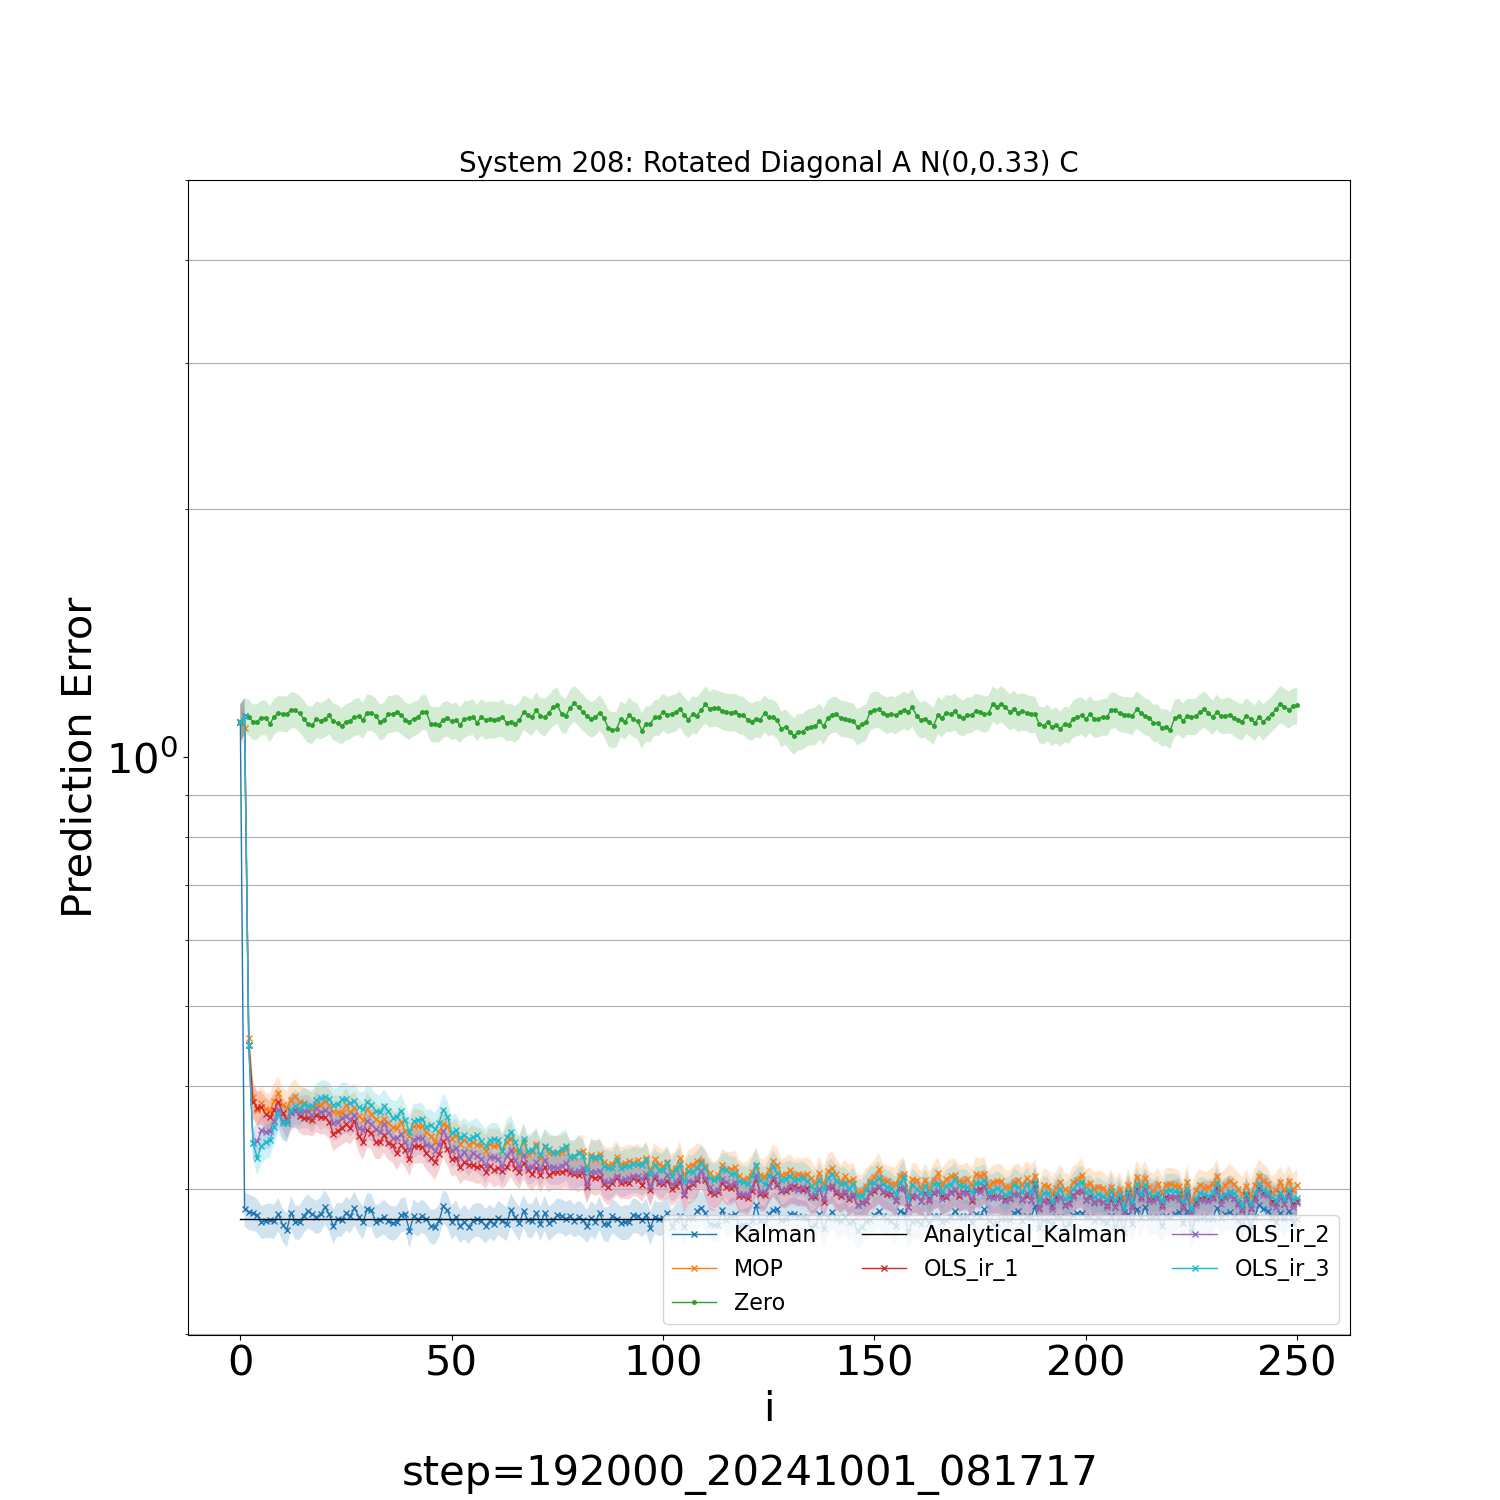 System 208: Rotated Diagonal A N(0,0.33) C
Prediction Error
10⁰
Kalman
MOP
Zero
Analytical_Kalman
OLS_ir_1
OLS_ir_2
OLS_ir_3
0 50 100 150 200 250
i
step=192000_20241001_081717